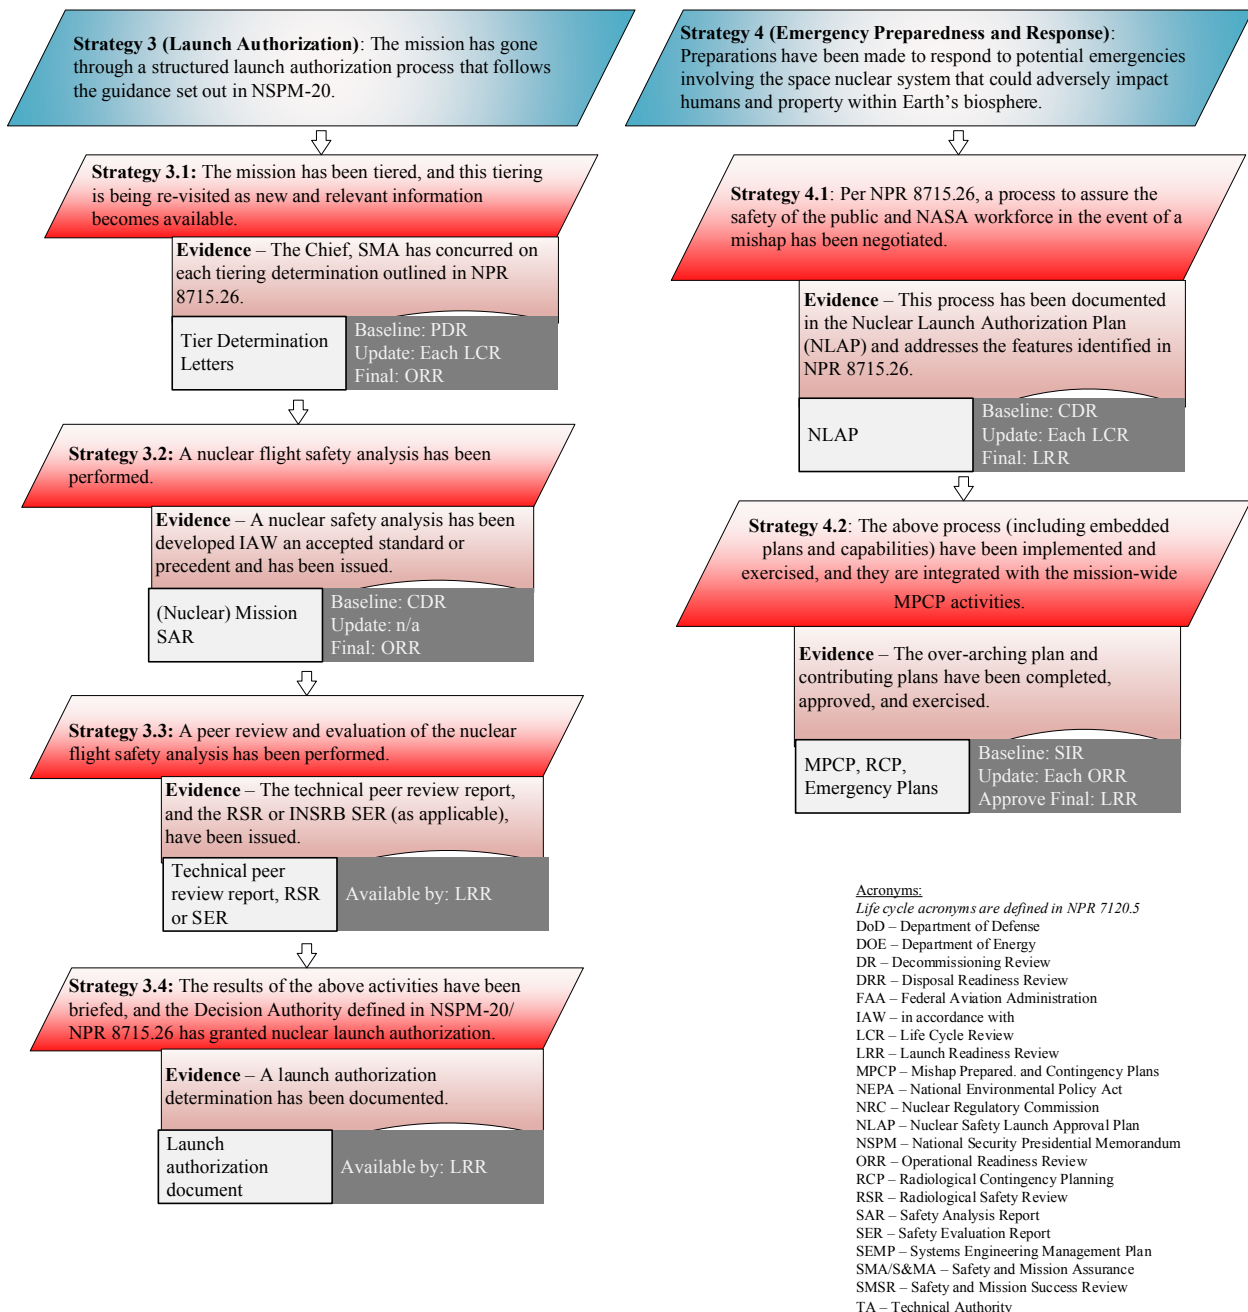 Strategy 3 (Launch Authorization): The mission has gone
through a structured launch authorization process that follows
the guidance set out in NSPM-20.
Strategy 3.1: The mission has been tiered, and this tiering
is being re-visited as new and relevant information
becomes available.
Evidence – The Chief, SMA has concurred on
each tiering determination outlined in NPR
8715.26.
Tier Determination
Letters
Baseline: PDR
Update: Each LCR
Final: ORR
Strategy 3.2: A nuclear flight safety analysis has been
performed.
Evidence – A nuclear safety analysis has been
developed IAW an accepted standard or
precedent and has been issued.
(Nuclear) Mission
SAR
Baseline: CDR
Update: n/a
Final: ORR
Strategy 3.3: A peer review and evaluation of the nuclear
flight safety analysis has been performed.
Evidence – The technical peer review report,
and the RSR or INSRB SER (as applicable),
have been issued.
Technical peer
review report, RSR
or SER
Available by: LRR
Strategy 3.4: The results of the above activities have been
briefed, and the Decision Authority defined in NSPM-20/
NPR 8715.26 has granted nuclear launch authorization.
Evidence – A launch authorization
determination has been documented.
Launch
authorization
document
Available by: LRR
Strategy 4 (Emergency Preparedness and Response):
Preparations have been made to respond to potential emergencies
involving the space nuclear system that could adversely impact
humans and property within Earth's biosphere.
Strategy 4.1: Per NPR 8715.26, a process to assure the
safety of the public and NASA workforce in the event of a
mishap has been negotiated.
Evidence – This process has been documented
in the Nuclear Launch Authorization Plan
(NLAP) and addresses the features identified in
NPR 8715.26.
NLAP
Baseline: CDR
Update: Each LCR
Final: LRR
Strategy 4.2: The above process (including embedded
plans and capabilities) have been implemented and
exercised, and they are integrated with the mission-wide
MPCP activities.
Evidence – The over-arching plan and
contributing plans have been completed,
approved, and exercised.
MPCP, RCP,
Emergency Plans
Baseline: SIR
Update: Each ORR
Approve Final: LRR
Acronyms:
Life cycle acronyms are defined in NPR 7120.5
DoD – Department of Defense
DOE – Department of Energy
DR – Decommissioning Review
DRR – Disposal Readiness Review
FAA – Federal Aviation Administration
IAW – in accordance with
LCR – Life Cycle Review
LRR – Launch Readiness Review
MPCP – Mishap Prepared. and Contingency Plans
NEPA – National Environmental Policy Act
NRC – Nuclear Regulatory Commission
NLAP – Nuclear Safety Launch Approval Plan
NSPM – National Security Presidential Memorandum
ORR – Operational Readiness Review
RCP – Radiological Contingency Planning
RSR – Radiological Safety Review
SAR – Safety Analysis Report
SER – Safety Evaluation Report
SEMP – Systems Engineering Management Plan
SMA/S&MA – Safety and Mission Assurance
SMSR – Safety and Mission Success Review
TA – Technical Authority